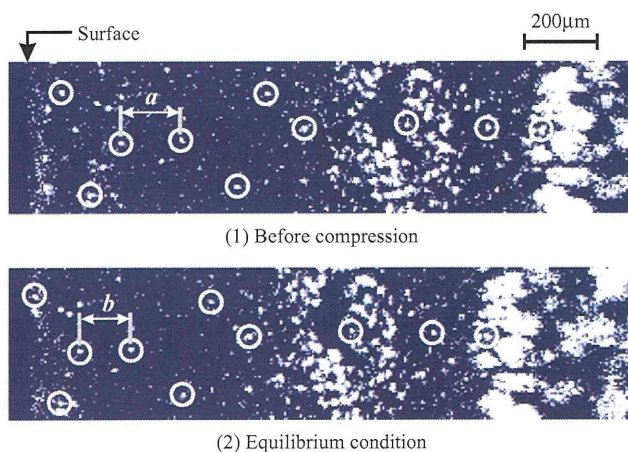 Surface
200μm
a
(1) Before compression
b
(2) Equilibrium condition